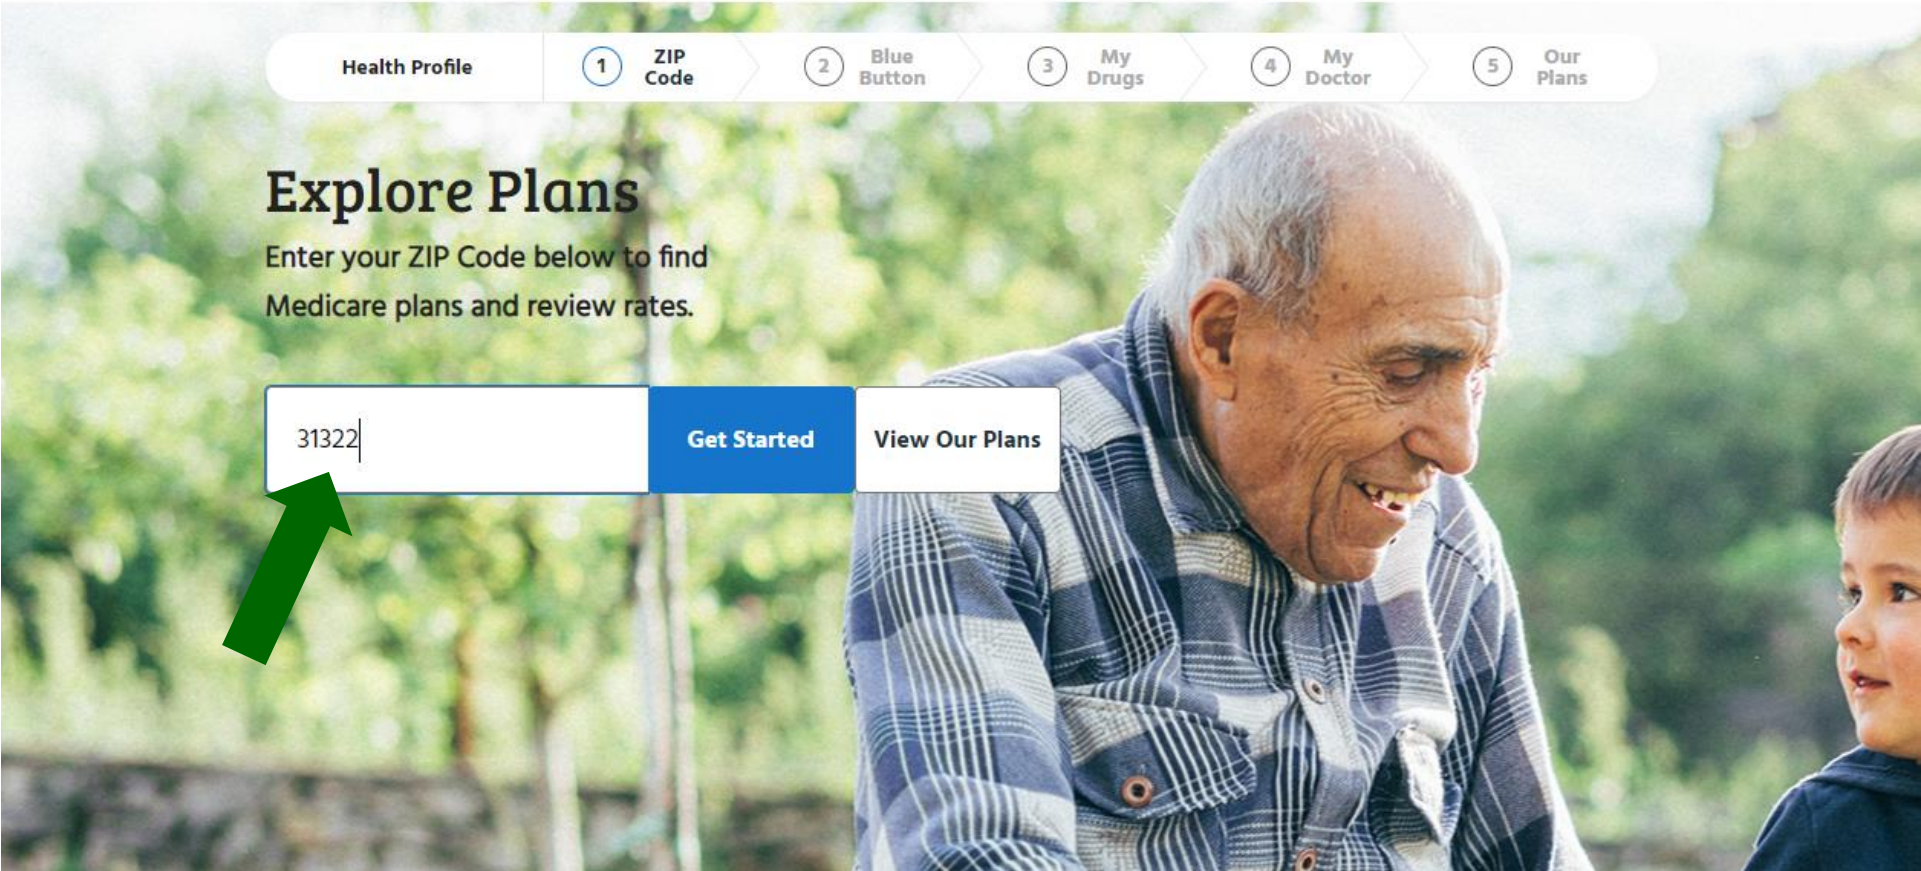 Health Profile
1 ZIP Code
2 Blue Button
3 My Drugs
4 My Doctor
5 Our Plans
Explore Plans
Enter your ZIP Code below to find
Medicare plans and review rates.
31322
Get Started
View Our Plans